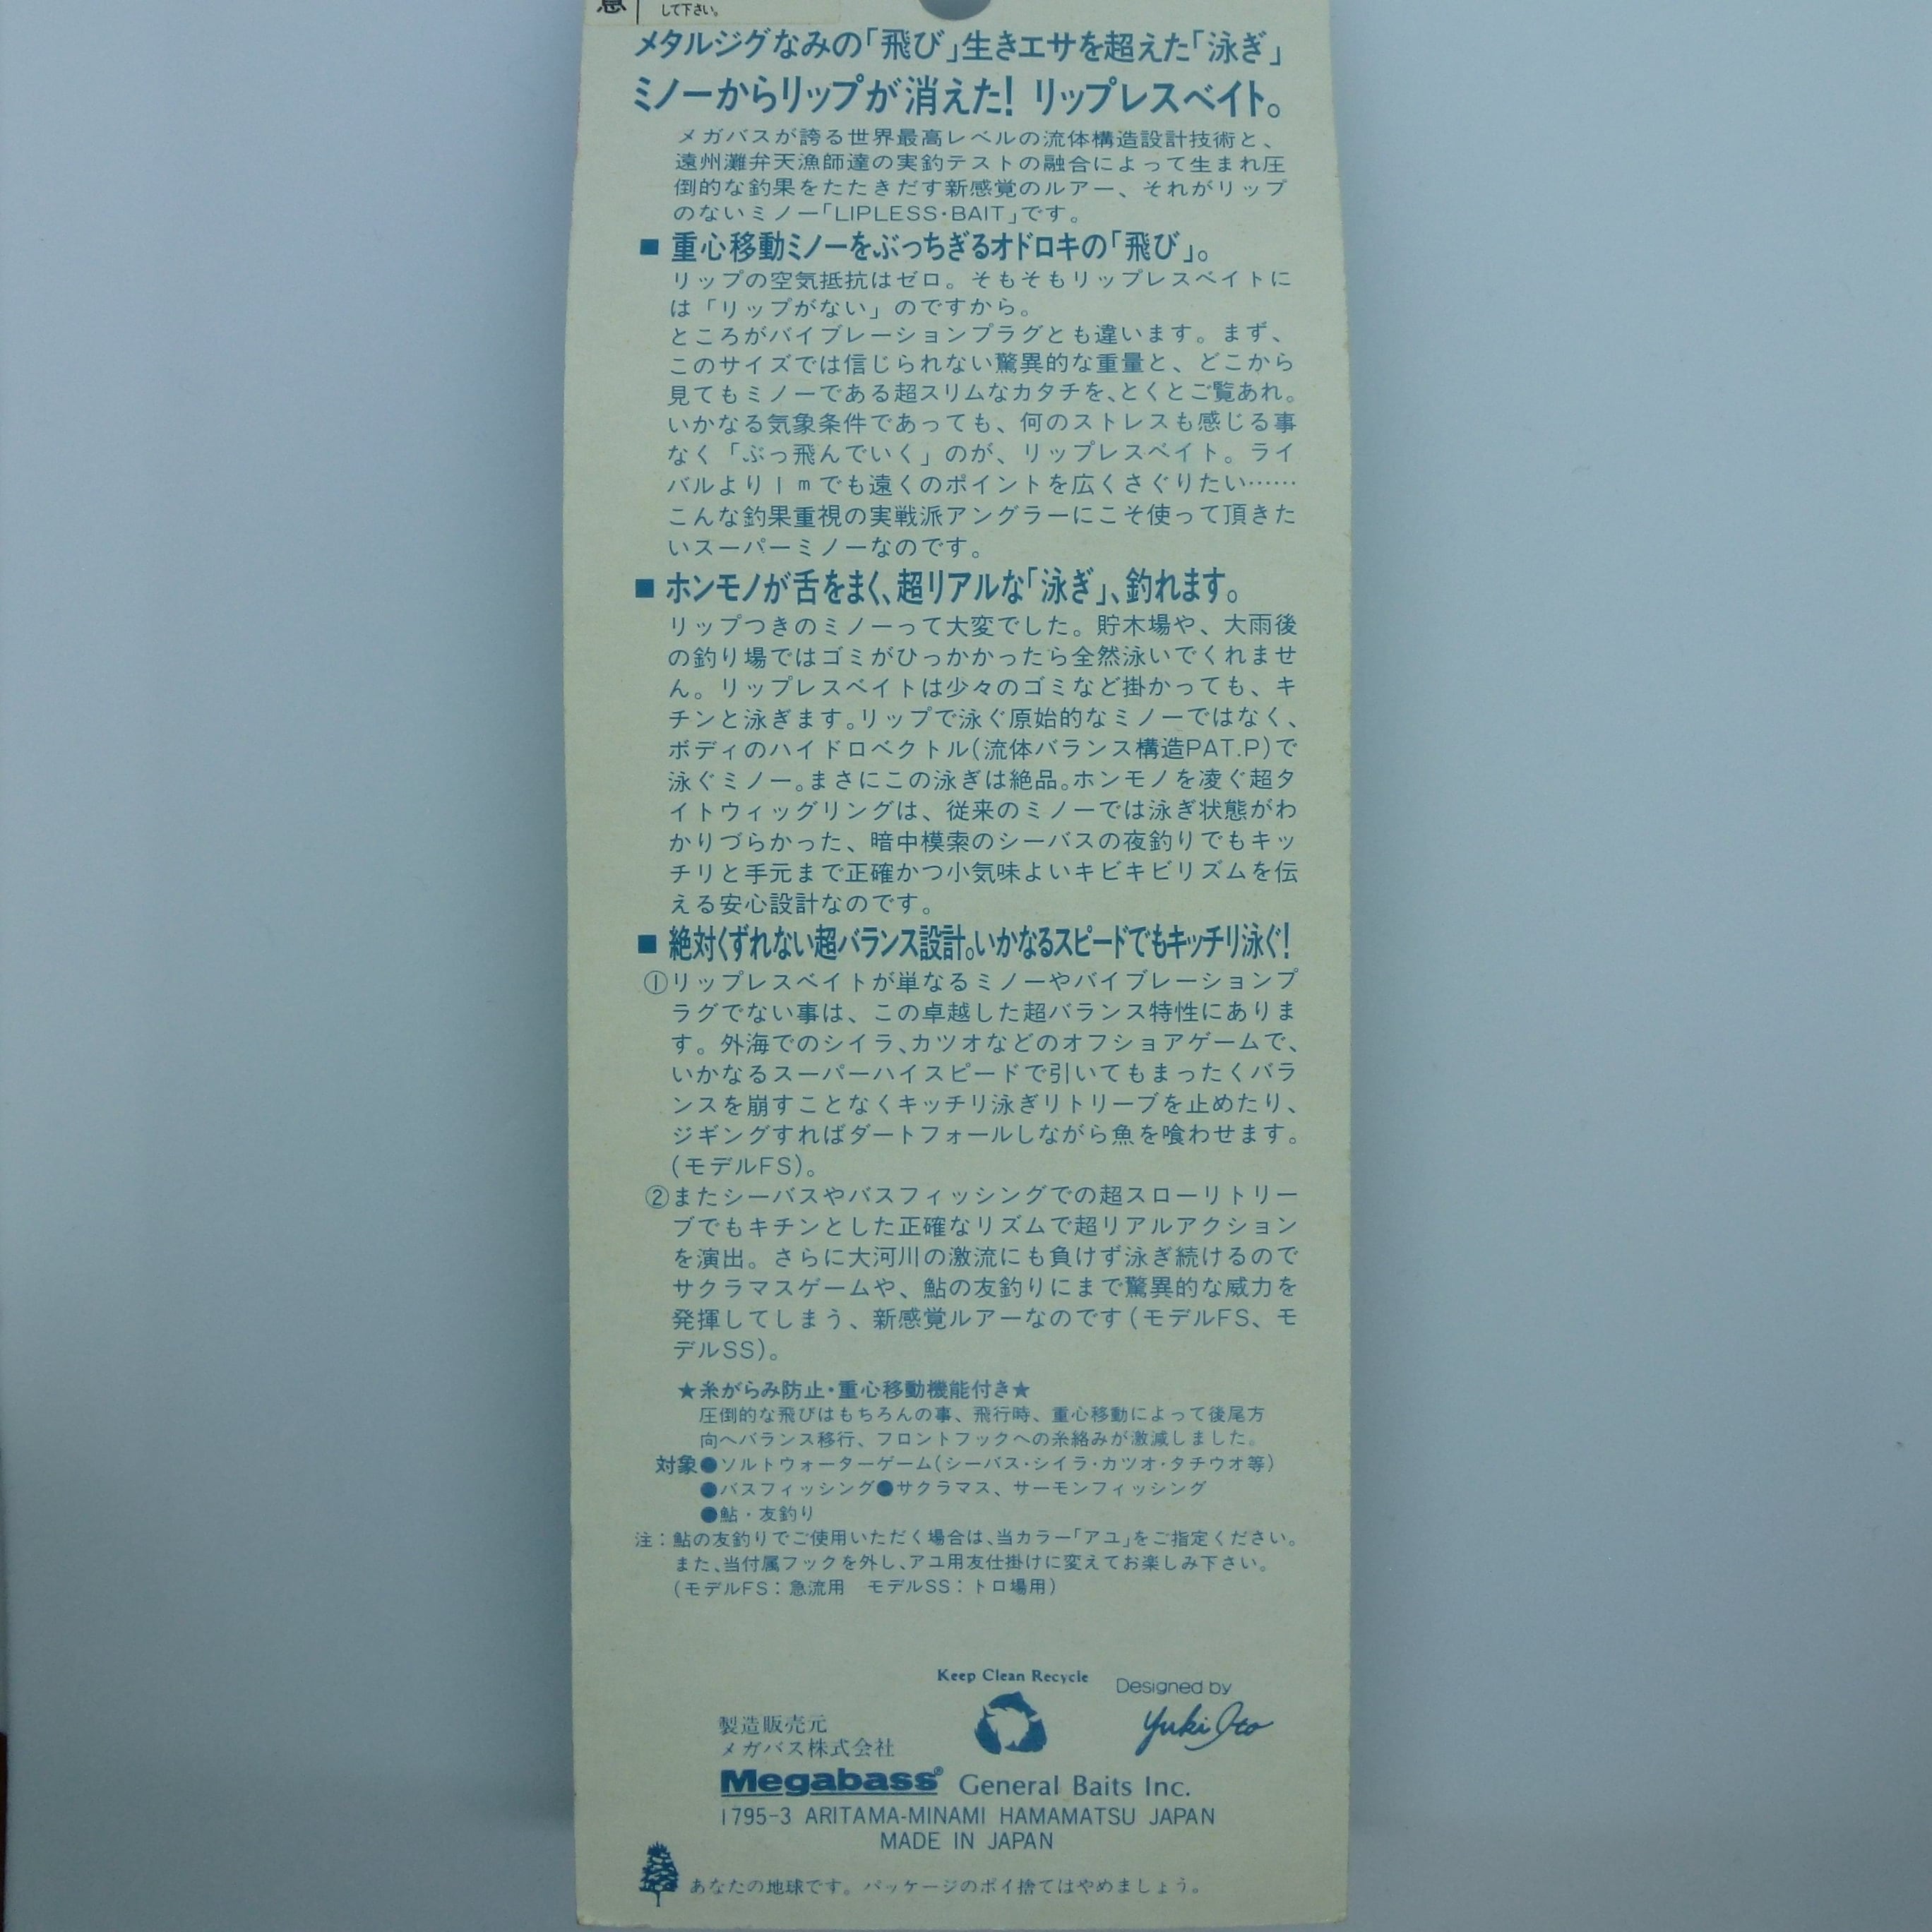 して下さい。
メタルジグなみの「飛び」生きエサを超えた「泳ぎ」
ミノーからリップが消えた! リップレスベイト。
メガバスが誇る世界最高レベルの流体構造設計技術と、
遠州灘弁天漁師達の実釣テストの融合によって生まれ圧
倒的な釣果をたたきだす新感覚のルアー、それがリップ
のないミノー「LIPLESS・BAIT」です。
■ 重心移動ミノーをぶっちぎるオドロキの「飛び」。
リップの空気抵抗はゼロ。そもそもリップレスベイトに
は「リップがない」のですから。
ところがバイブレーションプラグとも違います。まず、
このサイズでは信じられない驚異的な重量と、どこから
見てもミノーである超スリムなカタチを、とくとご覧あれ。
いかなる気象条件であっても、何のストレスも感じる事
なく「ぶっ飛んでいく」のが、リップレスベイト。ライ
バルより1mでも遠くのポイントを広くさぐりたい……
こんな釣果重視の実戦派アングラーにこそ使って頂きた
いスーパーミノーなのです。
■ ホンモノが舌をまく、超リアルな「泳ぎ」、釣れます。
リップつきのミノーって大変でした。貯木場や、大雨後
の釣り場ではゴミがひっかかったら全然泳いでくれませ
ん。リップレスベイトは少々のゴミなど掛かっても、キ
チンと泳ぎます。リップで泳ぐ原始的なミノーではなく、
ボディのハイドロベクトル(流体バランス構造PAT.P)で
泳ぐミノー。まさにこの泳ぎは絶品。ホンモノを凌ぐ超タ
イトウィッグリングは、従来のミノーでは泳ぎ状態がわ
かりづらかった、暗中模索のシーバスの夜釣りでもキッ
チリと手元まで正確かつ小気味よいキビキビリズムを伝
える安心設計なのです。
■ 絶対くずれない超バランス設計。いかなるスピードでもキッチリ泳ぐ!
①リップレスベイトが単なるミノーやバイブレーションプ
ラグでない事は、この卓越した超バランス特性にありま
す。外海でのシイラ、カツオなどのオフショアゲームで、
いかなるスーパーハイスピードで引いてもまったくバラ
ンスを崩すことなくキッチリ泳ぎリトリーブを止めたり、
ジギングすればダートフォールしながら魚を喰わせます。
(モデルFS)。
②またシーバスやバスフィッシングでの超スローリトリー
ブでもキチンとした正確なリズムで超リアルアクション
を演出。さらに大河川の激流にも負けず泳ぎ続けるので
サクラマスゲームや、鮎の友釣りにまで驚異的な威力を
発揮してしまう、新感覚ルアーなのです(モデルFS、モ
デルSS)。
★糸がらみ防止・重心移動機能付き★
圧倒的な飛びはもちろんの事、飛行時、重心移動によって後尾方
向へバランス移行、フロントフックへの糸絡みが激減しました。
対象●ソルトウォーターゲーム(シーバス・シイラ・カツオ・タチウオ等)
●バスフィッシング●サクラマス、サーモンフィッシング
●鮎・友釣り
注：鮎の友釣りでご使用いただく場合は、当カラー「アユ」をご指定ください。
また、当付属フックを外し、アユ用友仕掛けに変えてお楽しみ下さい。
(モデルFS：急流用　モデルSS：トロ場用)
Keep Clean Recycle
Designed by
Yuki Ito
製造販売元
メガバス株式会社
Megabass® General Baits Inc.
1795-3 ARITAMA-MINAMI HAMAMATSU JAPAN
MADE IN JAPAN
あなたの地球です。パッケージのポイ捨てはやめましょう。